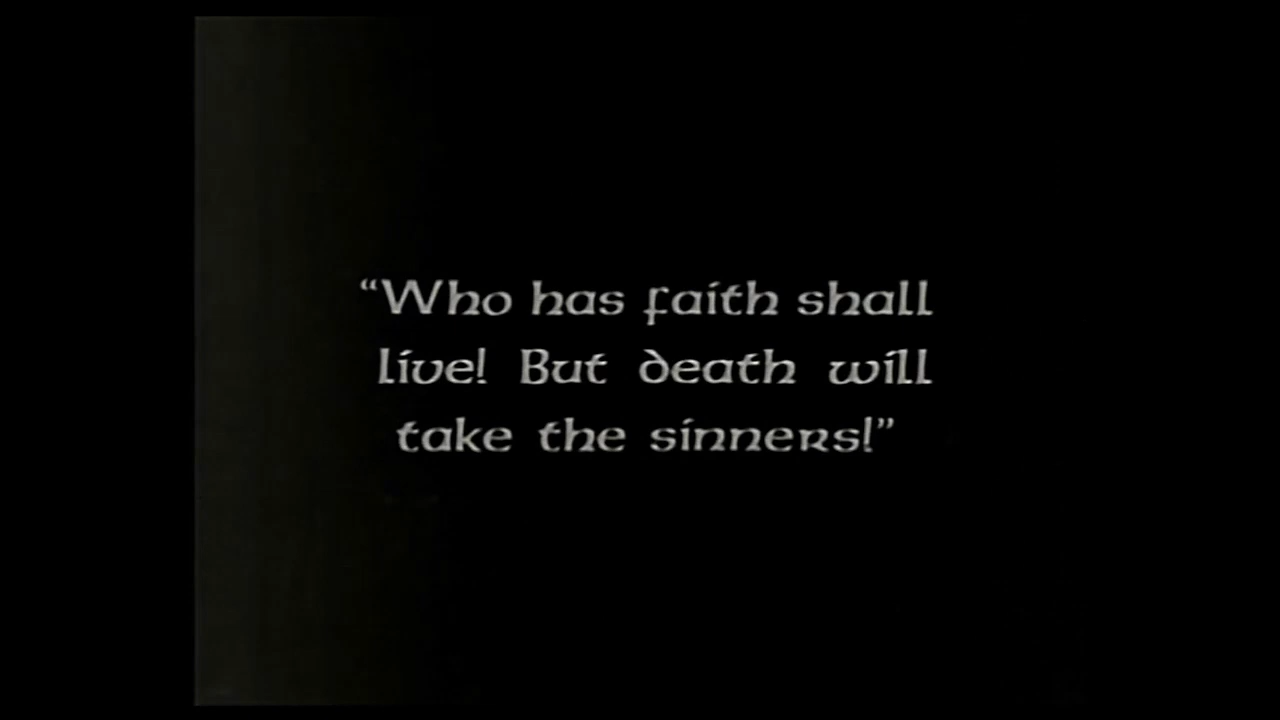 “Who has faith shall
live! But death will
take the sinners!”